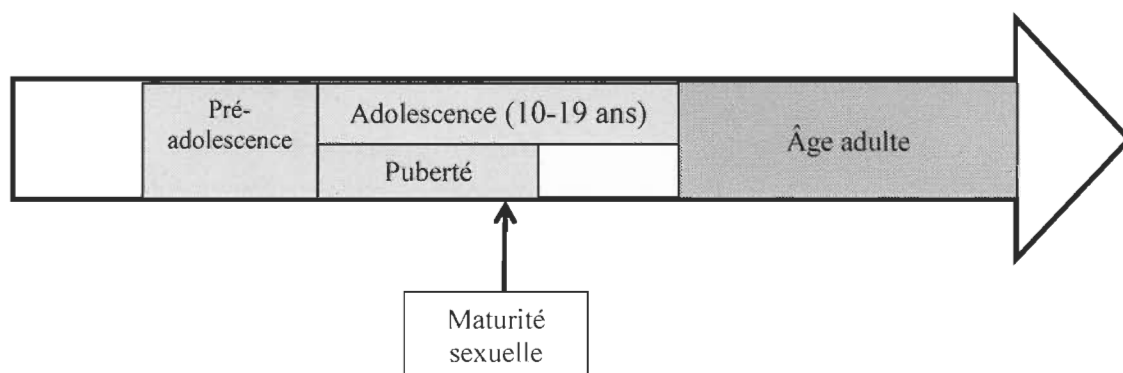 Pré-
adolescence
Adolescence (10-19 ans)
Puberté
Âge adulte
Maturité
sexuelle